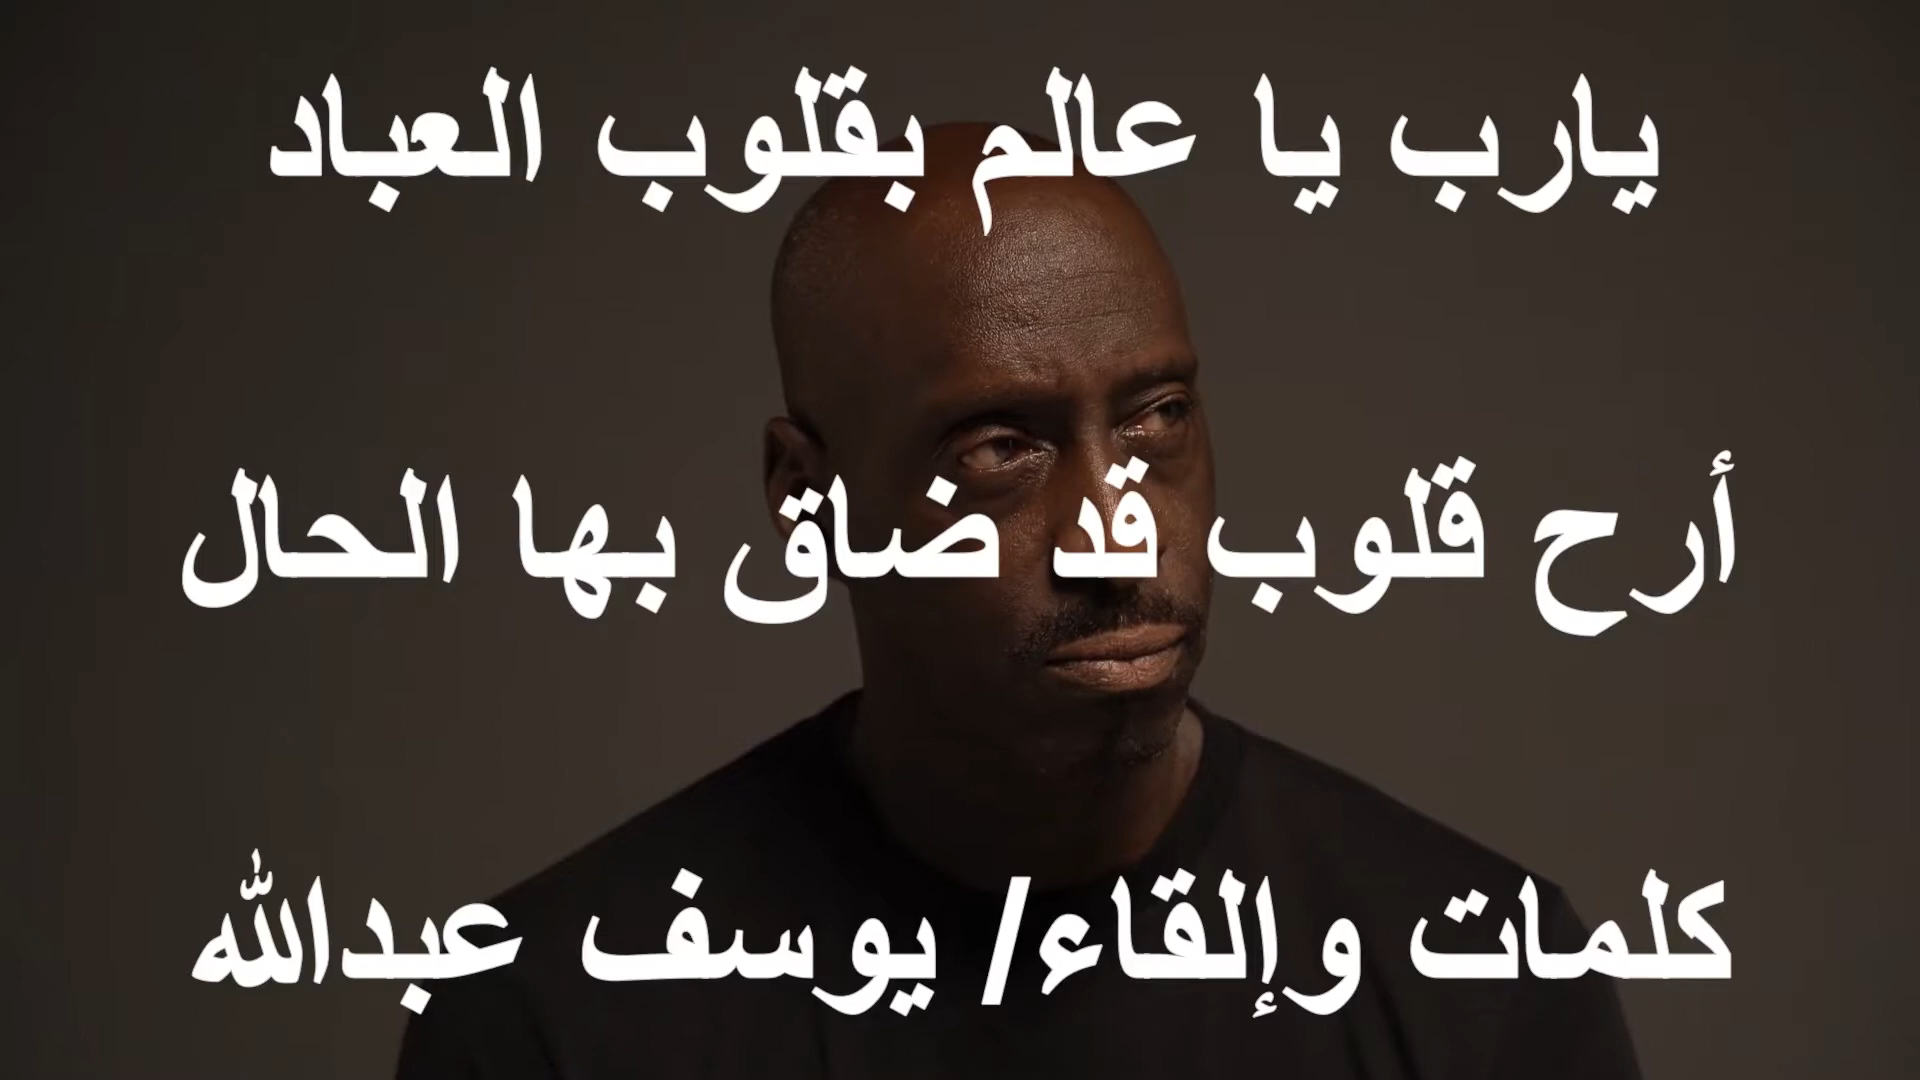 يارب يا عالم بقلوب العباد
أرح قلوب قد ضاق بها الحال
كلمات وإلقاء/ يوسف عبدالله